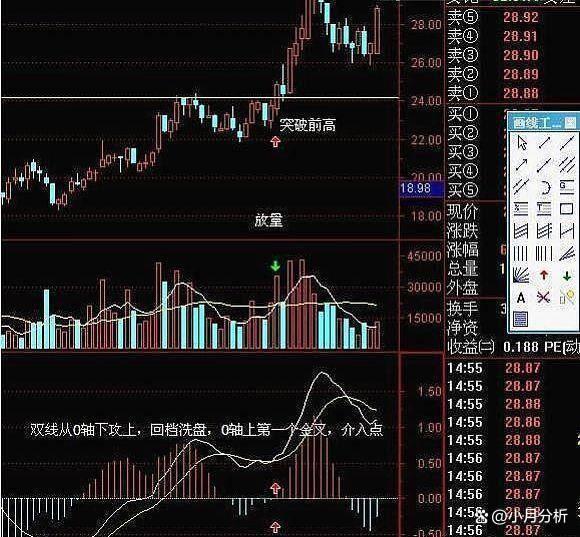 28.00
26.00
24.00
22.00
20.00
18.98
18.00
突破前高
放量
45000
30000
15000
双线从0轴下攻上，回档洗盘，0轴上第一个金叉，介入点
1.50
1.00
0.50
0.00
-0.50
卖⑤ 28.92
卖④ 28.91
卖③ 28.90
卖② 28.89
卖① 28.88
买①
买②
买③
买④
买⑤
现价
涨跌
涨幅 6
总量 1
外盘
换手 3
净资
收益㈡ 0.188 PE(动
画线工...
A
14:55 28.87
14:55 28.87
14:55 28.88
14:55 28.86
14:55 28.88
14:56 28.87
14:56 28.87
14:56 28.87
14:56
14:56 28.87
@小月分析